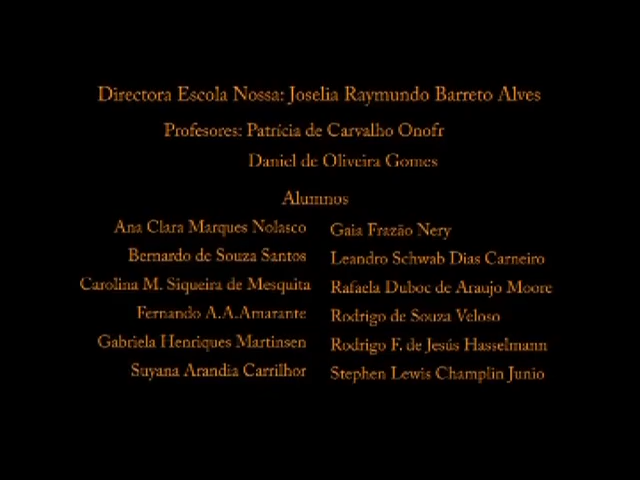 Directora Escola Nossa: Joselia Raymundo Barreto Alves
Profesores: Patrícia de Carvalho Onofr
Daniel de Oliveira Gomes
Alumnos
Ana Clara Marques Nolasco
Bernardo de Souza Santos
Carolina M. Siqueira de Mesquita
Fernando A.A.Amarante
Gabriela Henriques Martinsen
Suyana Arandia Carrilhor
Gaia Frazão Nery
Leandro Schwab Dias Carneiro
Rafaela Duboc de Araujo Moore
Rodrigo de Souza Veloso
Rodrigo F. de Jesús Hasselmann
Stephen Lewis Champlin Junio